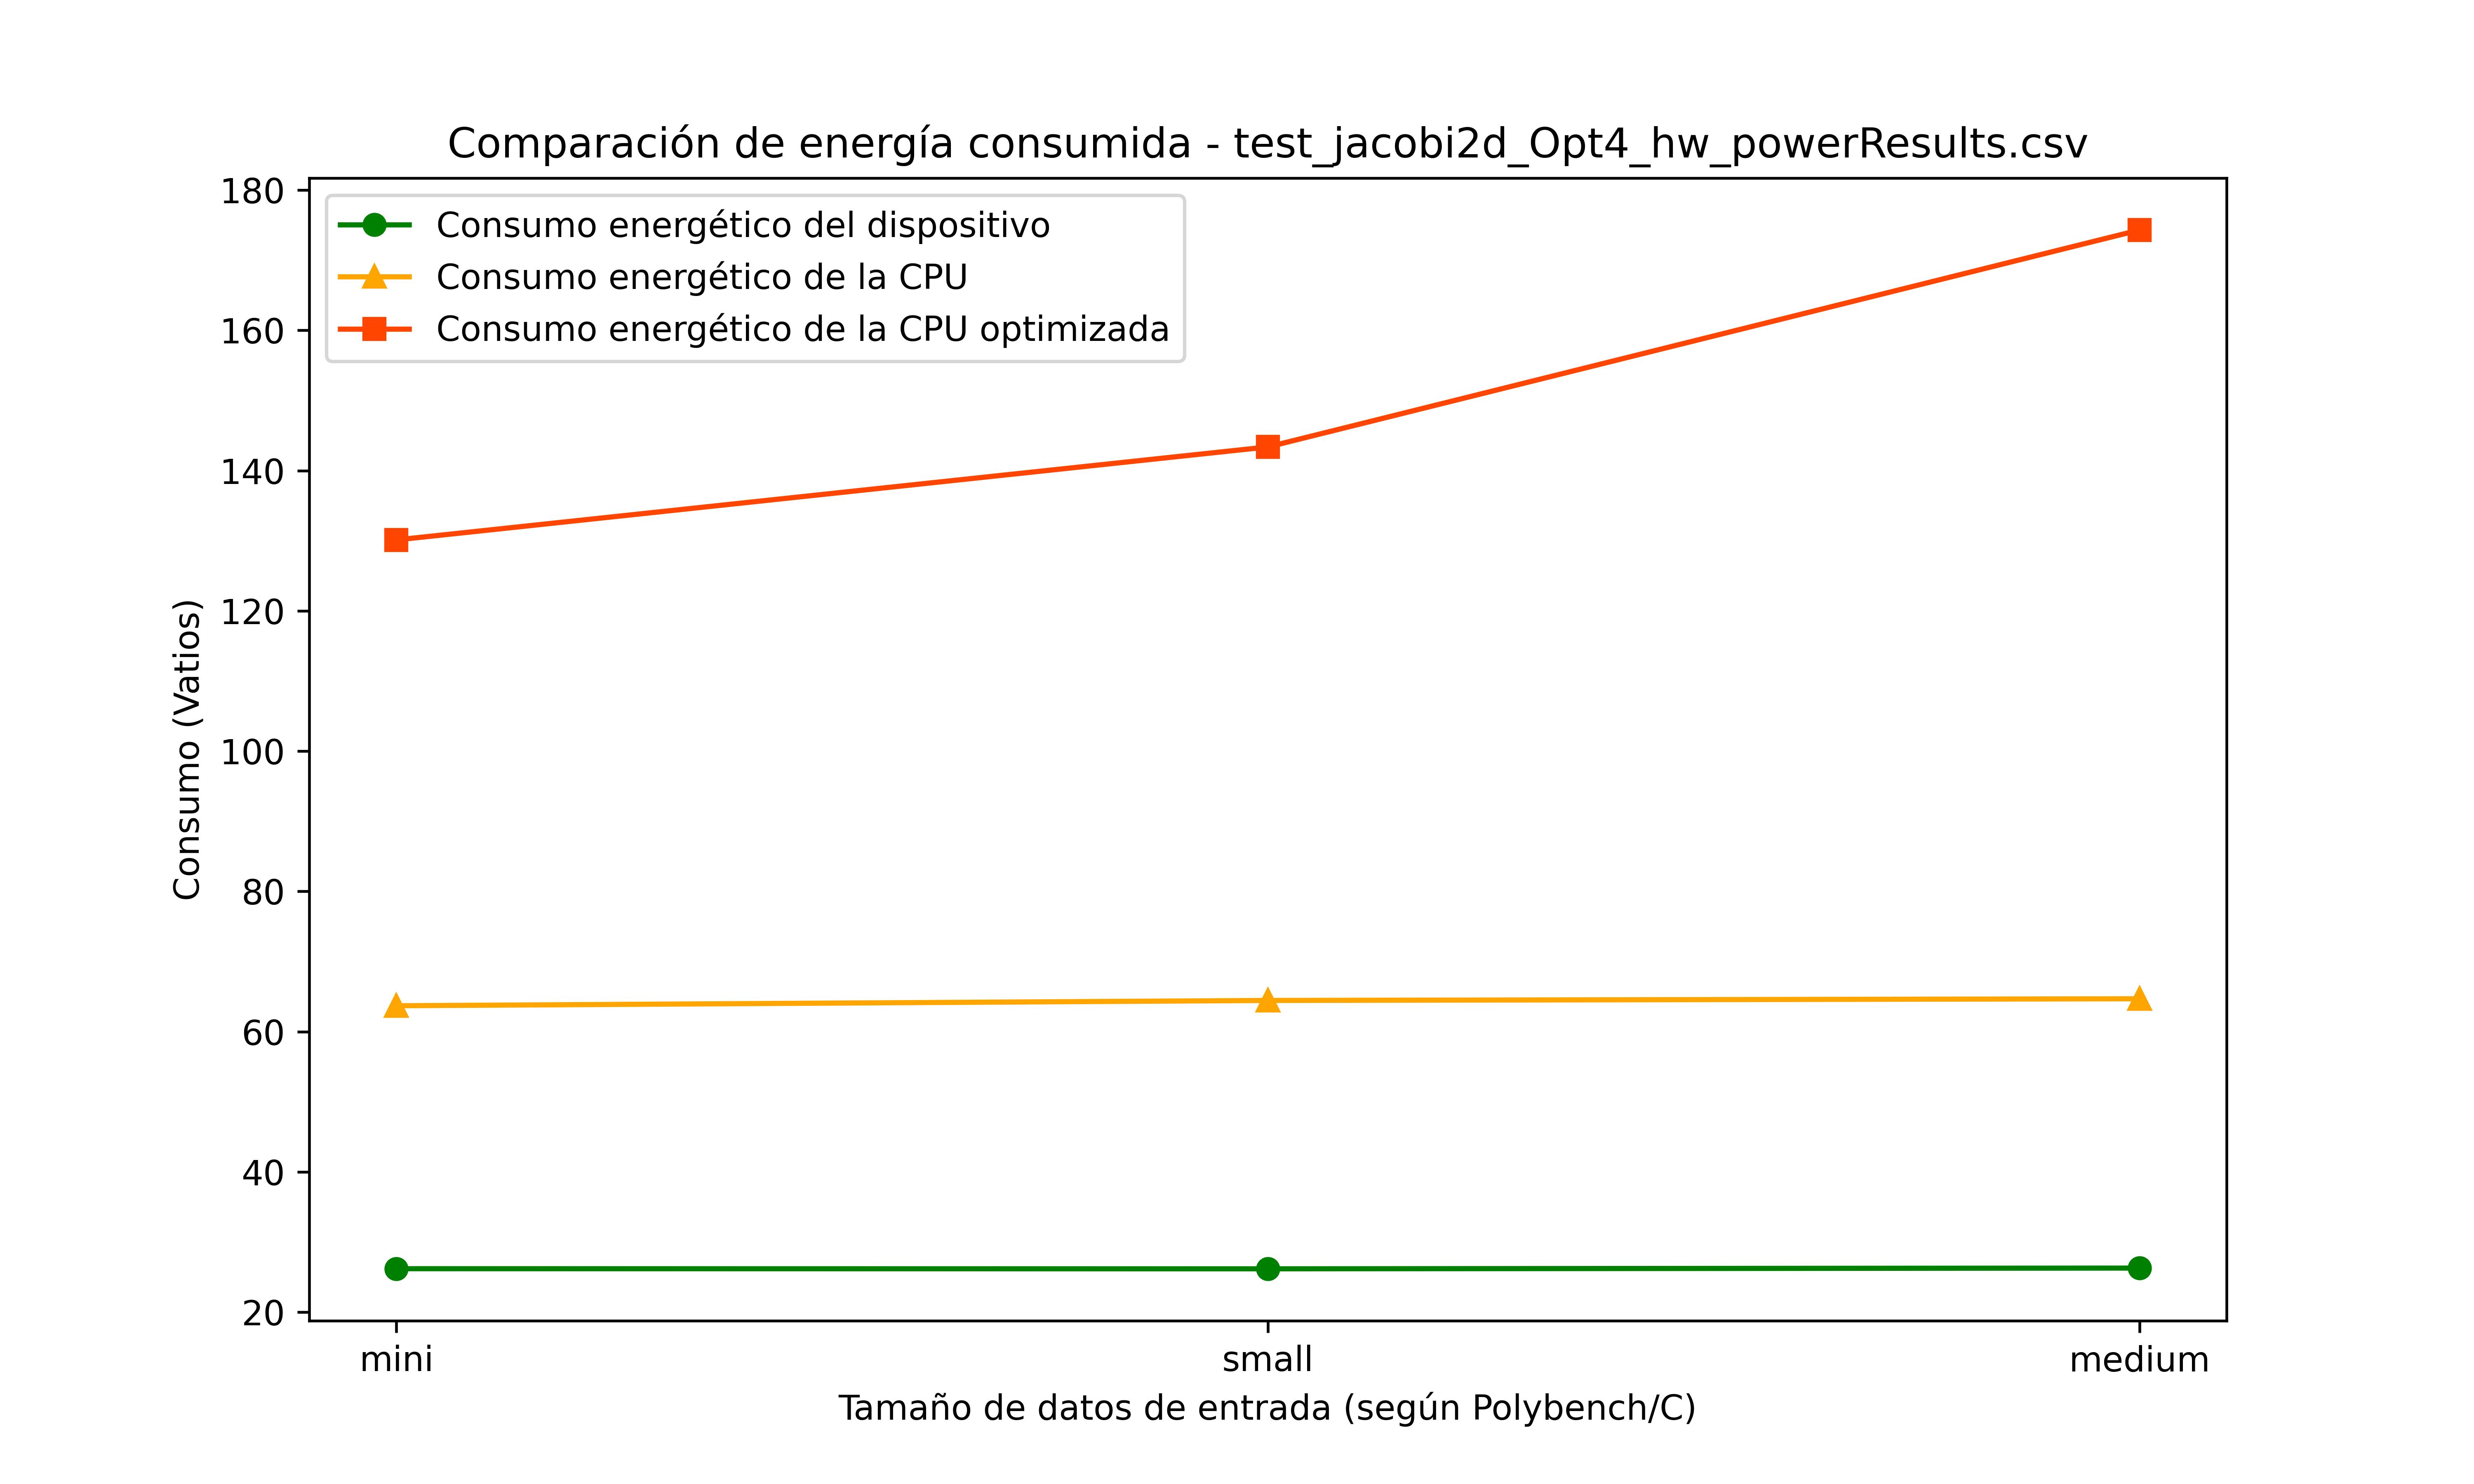 Comparación de energía consumida - test_jacobi2d_Opt4_hw_powerResults.csv
180
160
140
120
100
80
60
40
20
Consumo (Vatios)
Consumo energético del dispositivo
Consumo energético de la CPU
Consumo energético de la CPU optimizada
mini small medium
Tamaño de datos de entrada (según Polybench/C)